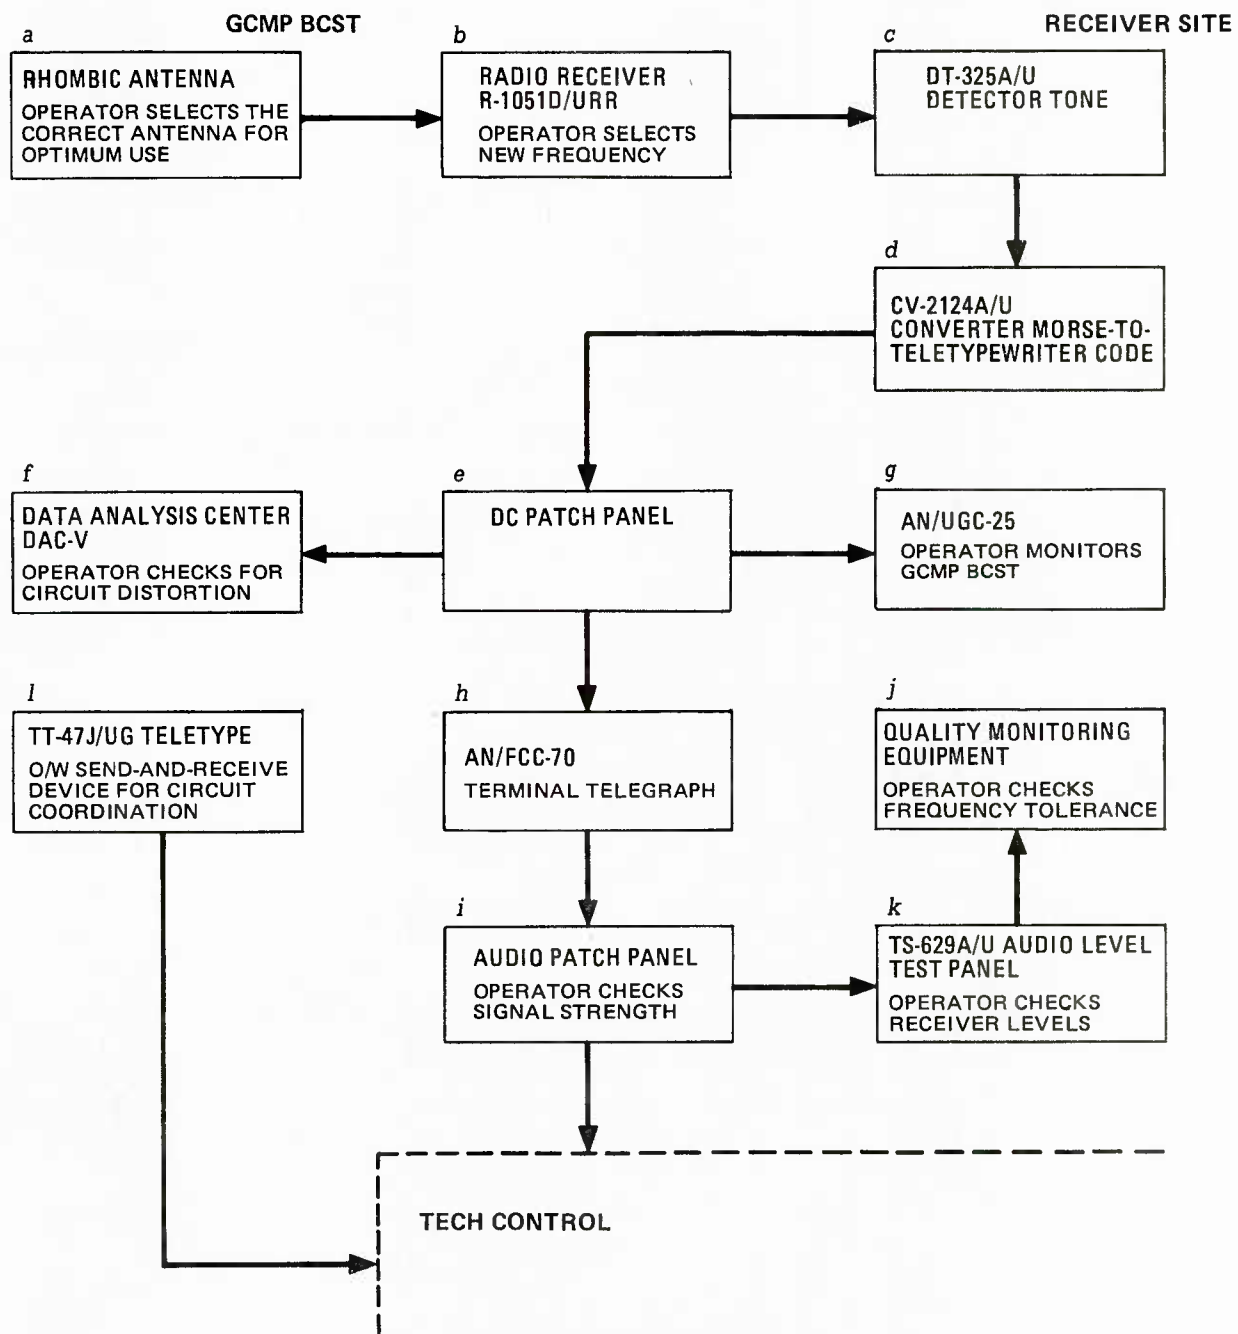 GCMP BCST
RECEIVER SITE
a
RHOMBIC ANTENNA
OPERATOR SELECTS THE
CORRECT ANTENNA FOR
OPTIMUM USE
b
RADIO RECEIVER
R-1051D/URR
OPERATOR SELECTS
NEW FREQUENCY
c
DT-325A/U
DETECTOR TONE
d
CV-2124A/U
CONVERTER MORSE-TO-
TELETYPEWRITER CODE
f
DATA ANALYSIS CENTER
DAC-V
OPERATOR CHECKS FOR
CIRCUIT DISTORTION
e
DC PATCH PANEL
g
AN/UGC-25
OPERATOR MONITORS
GCMP BCST
l
TT-47J/UG TELETYPE
O/W SEND-AND-RECEIVE
DEVICE FOR CIRCUIT
COORDINATION
h
AN/FCC-70
TERMINAL TELEGRAPH
j
QUALITY MONITORING
EQUIPMENT
OPERATOR CHECKS
FREQUENCY TOLERANCE
i
AUDIO PATCH PANEL
OPERATOR CHECKS
SIGNAL STRENGTH
k
TS-629A/U AUDIO LEVEL
TEST PANEL
OPERATOR CHECKS
RECEIVER LEVELS
TECH CONTROL